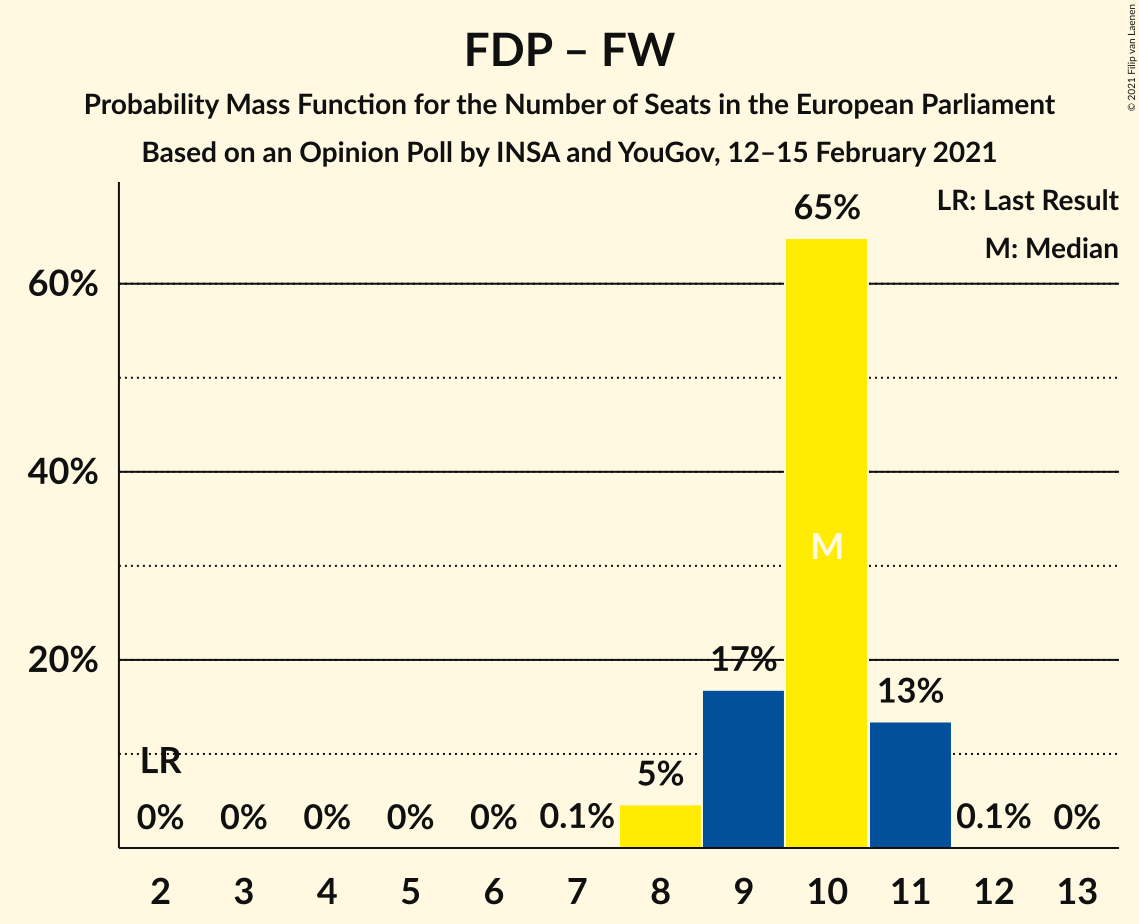 FDP – FW
Probability Mass Function for the Number of Seats in the European Parliament
Based on an Opinion Poll by INSA and YouGov, 12–15 February 2021
© 2021 Filip van Laenen
LR: Last Result
M: Median
60%
40%
20%
LR
0% 0% 0% 0% 0% 0.1% 5% 17% 65% 13% 0.1% 0%
M
2 3 4 5 6 7 8 9 10 11 12 13